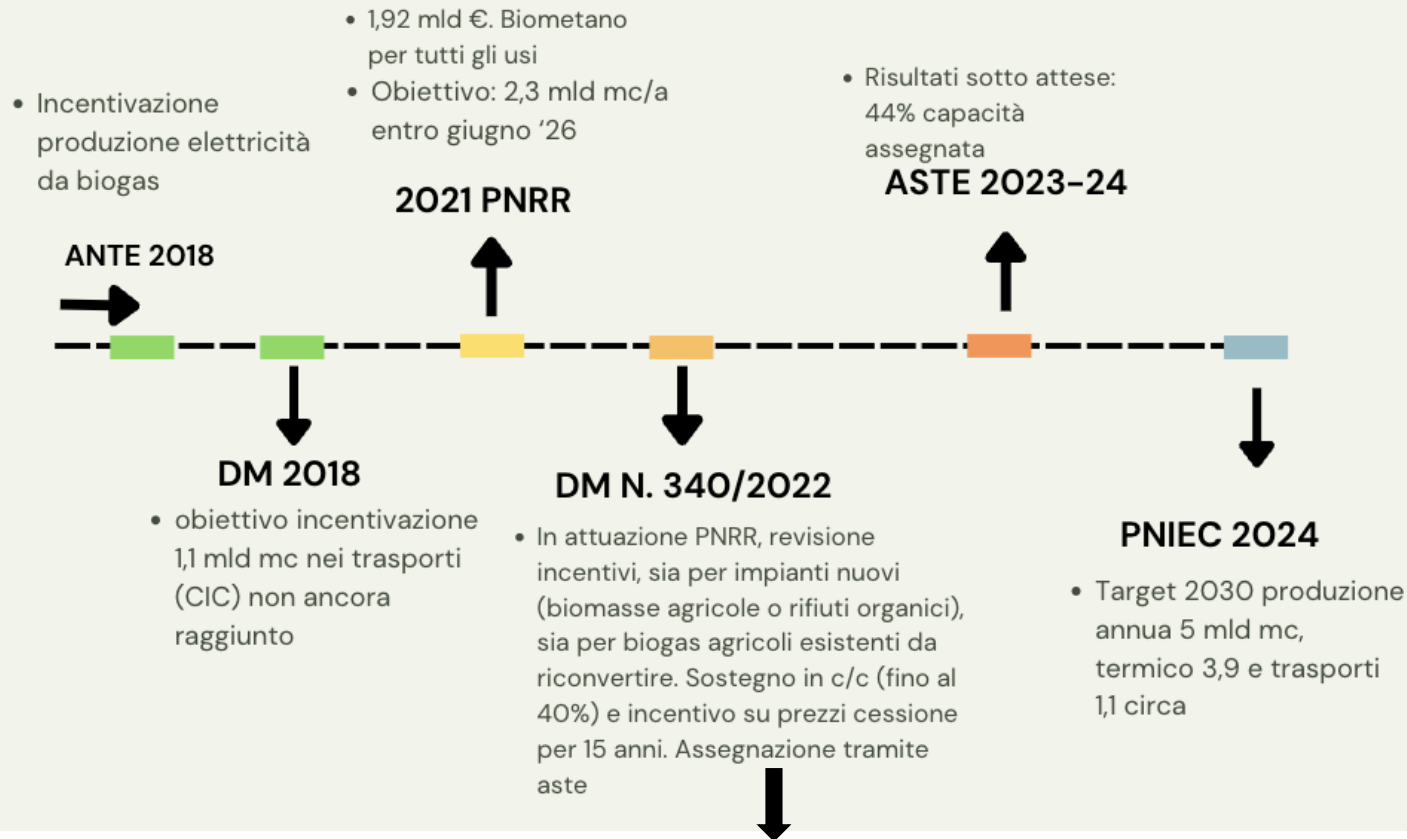 • Incentivazione
produzione elettricità
da biogas
ANTE 2018
• 1,92 mld €. Biometano
per tutti gli usi
• Obiettivo: 2,3 mld mc/a
entro giugno ‘26
2021 PNRR
• Risultati sotto attese:
44% capacità
assegnata
ASTE 2023-24
DM 2018
• obiettivo incentivazione
1,1 mld mc nei trasporti
(CIC) non ancora
raggiunto
DM N. 340/2022
• In attuazione PNRR, revisione
incentivi, sia per impianti nuovi
(biomasse agricole o rifiuti organici),
sia per biogas agricoli esistenti da
riconvertire. Sostegno in c/c (fino al
40%) e incentivo su prezzi cessione
per 15 anni. Assegnazione tramite
aste
PNIEC 2024
• Target 2030 produzione
annua 5 mld mc,
termico 3,9 e trasporti
1,1 circa